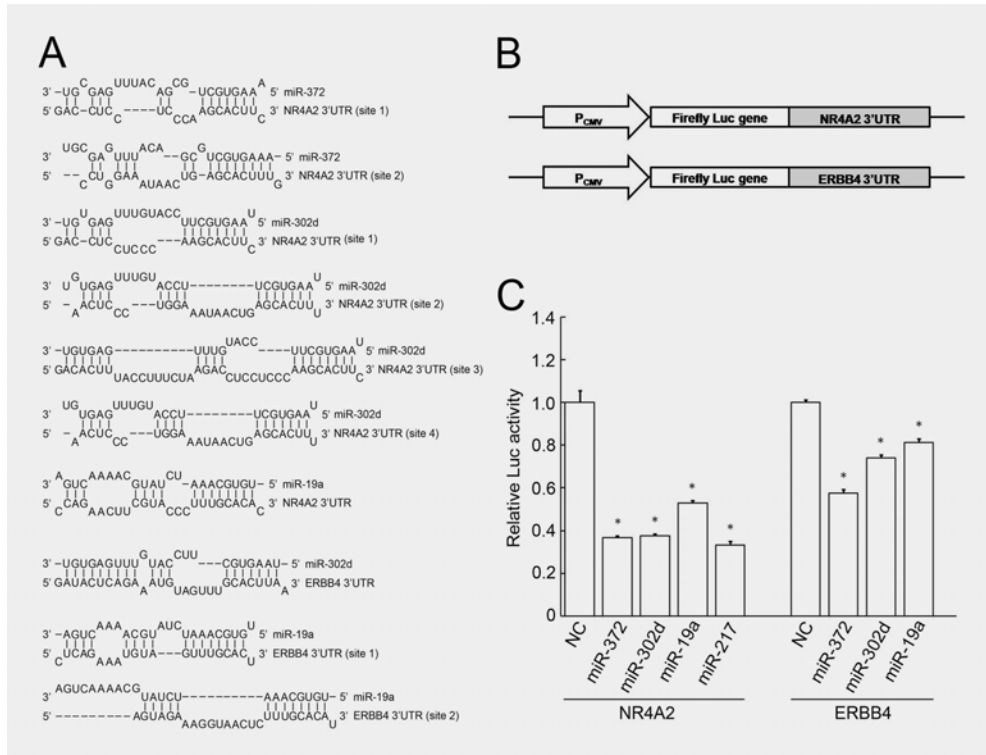 A
C UUUAC CG A
3' –UG GAG AGC –UCGUGAA 5' miR-372
5' GAC–CUC ––––UC AGCACUU 3' NR4A2 3'UTR (site 1)
C CCA C
UGC ACA G
3' GA GUUU ––GC UCGUGAAA– 5' miR-372
5' –– CU GAA UG–AGCACUUU 3' NR4A2 3'UTR (site 2)
C G AAUAAC G
U UUUGUACC U
3' –UG GAG UUCGUGAA 5' miR-302d
5' GAC–CUC –––AAGCACUU 3' NR4A2 3'UTR (site 1)
CUCCC C
U G UUUGU U
3' UGAG ACCU––––––––UCGUGAA 5' miR-302d
5' – ACUC –––UGGA AGCACUU 3' NR4A2 3'UTR (site 2)
A CC AAUAACUG U
UACC U
3' –UGUGAG–––––––––––UUUG –––UUCGUGAA 5' miR-302d
5' GACACUU AGAC AAGCACUU 3' NR4A2 3'UTR (site 3)
UACCUUUCUA CUCCUCCC C
UG UUUGU U
3' UGAG ACCU––––––––UCGUGAA 5' miR-302d
5' – ACUC –––UGGA AGCACUU 3' NR4A2 3'UTR (site 4)
A CC AAUAACUG U
A AAAAC CU
3' GUC GUAU –AAACGUGU– 5' miR-19a
5' CAG CGUA UUUGCACA 3' NR4A2 3'UTR
C AACUU CCC C
G CUU
3' –UGUGAGUUU UAC –––CGUGAAU– 5' miR-302d
5' GAUACUCAGA AUG GCACUUA 3' ERBB4 3'UTR
A UAGUUU A
AAA AUC U
3' –AGUC ACGU UAAACGUG 5' miR-19a
5' UCAG UGUA–––GUUUGCAC 3' ERBB4 3'UTR (site 1)
C AAA U
AGUCAAAACG
3' UAUCU––––––––––AAACGUGU– 5' miR-19a
5' ––––––––––AGUAGA UUUGCACA 3' ERBB4 3'UTR (site 2)
AAGGUAACUC U
B
P<sub>CMV</sub> Firefly Luc gene NR4A2 3'UTR
P<sub>CMV</sub> Firefly Luc gene ERBB4 3'UTR
C
Relative Luc activity
1.4
1.2
1.0
0.8
0.6
0.4
0.2
0
* * * * * * *
NC miR-372 miR-302d miR-19a miR-217 NC miR-372 miR-302d miR-19a
NR4A2 ERBB4